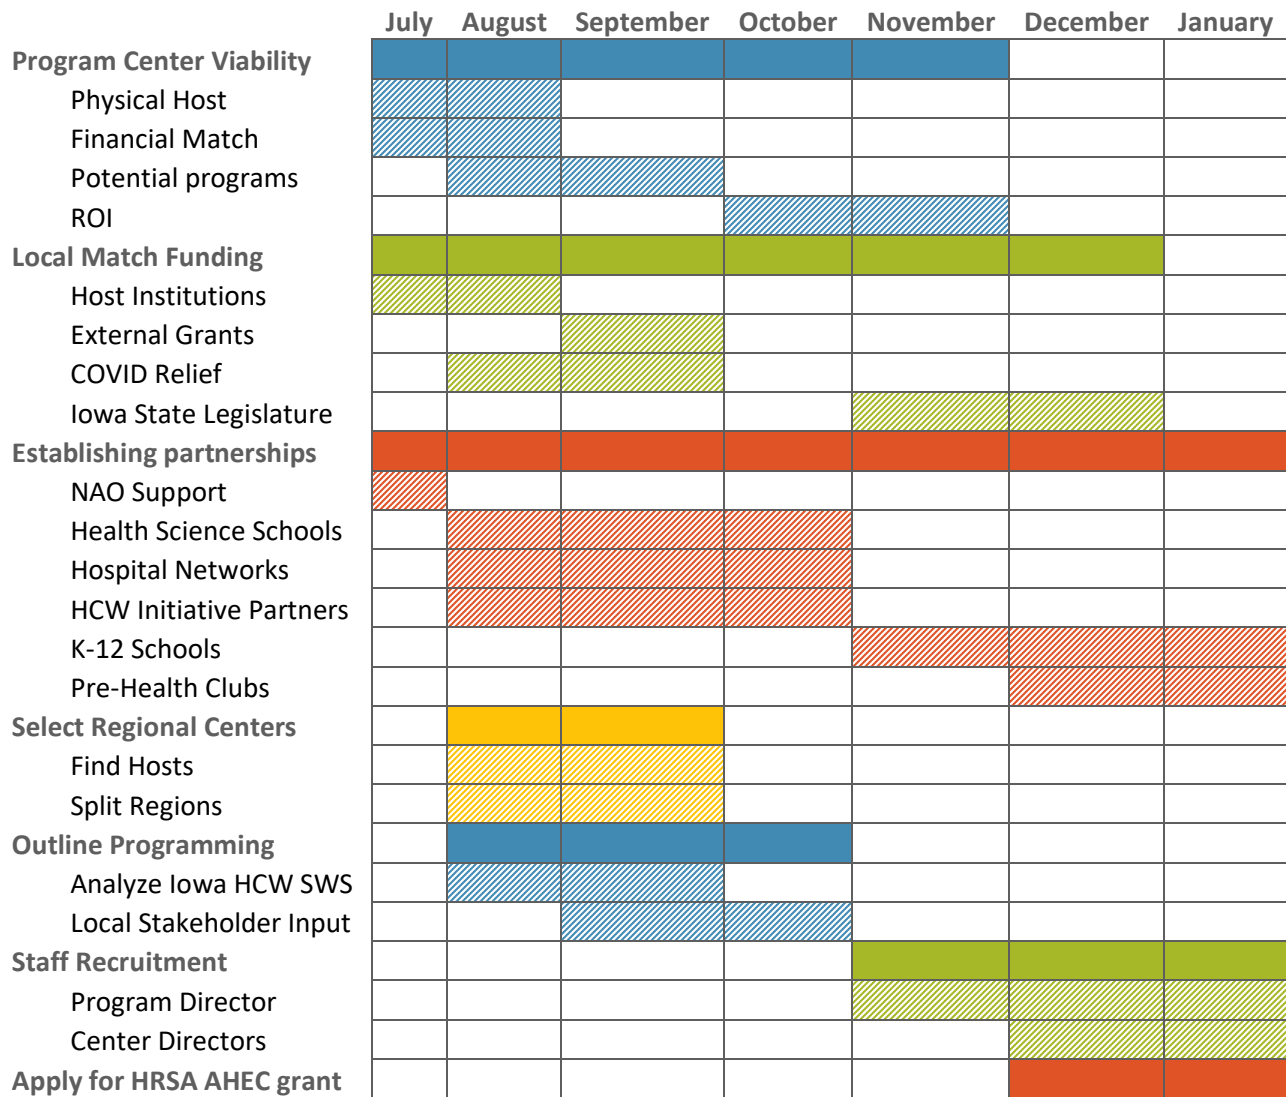 July August September October November December January
Program Center Viability
Physical Host
Financial Match
Potential programs
ROI
Local Match Funding
Host Institutions
External Grants
COVID Relief
Iowa State Legislature
Establishing partnerships
NAO Support
Health Science Schools
Hospital Networks
HCW Initiative Partners
K-12 Schools
Pre-Health Clubs
Select Regional Centers
Find Hosts
Split Regions
Outline Programming
Analyze Iowa HCW SWS
Local Stakeholder Input
Staff Recruitment
Program Director
Center Directors
Apply for HRSA AHEC grant